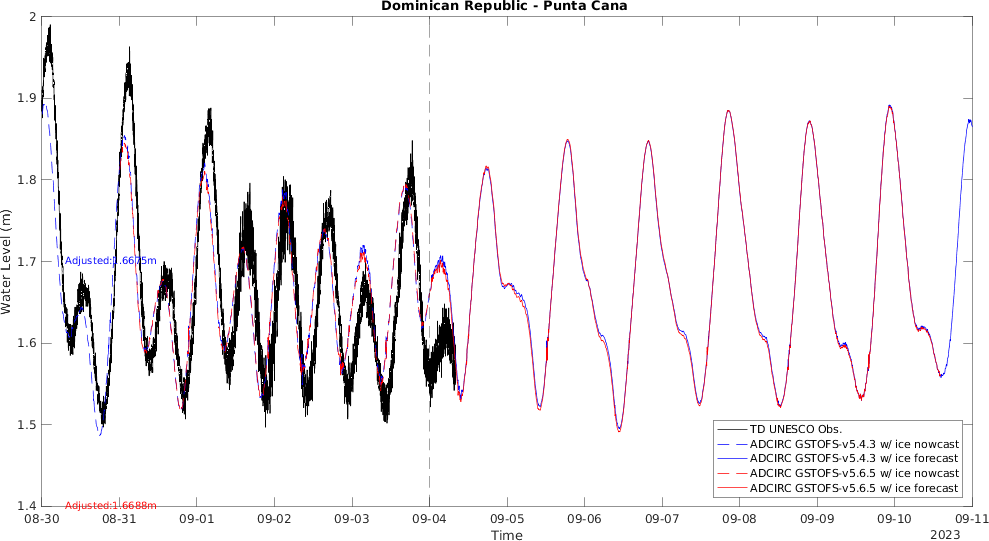 Dominican Republic - Punta Cana
Water Level (m)
2
1.9
1.8
1.7
1.6
1.5
1.4
Adjusted:1.6675m
Adjusted:1.6688m
TD UNESCO Obs.
ADCIRC GSTOFS-v5.4.3 w/ ice nowcast
ADCIRC GSTOFS-v5.4.3 w/ ice forecast
ADCIRC GSTOFS-v5.6.5 w/ ice nowcast
ADCIRC GSTOFS-v5.6.5 w/ ice forecast
08-30 08-31 09-01 09-02 09-03 09-04 09-05 09-06 09-07 09-08 09-09 09-10 09-11
Time
2023